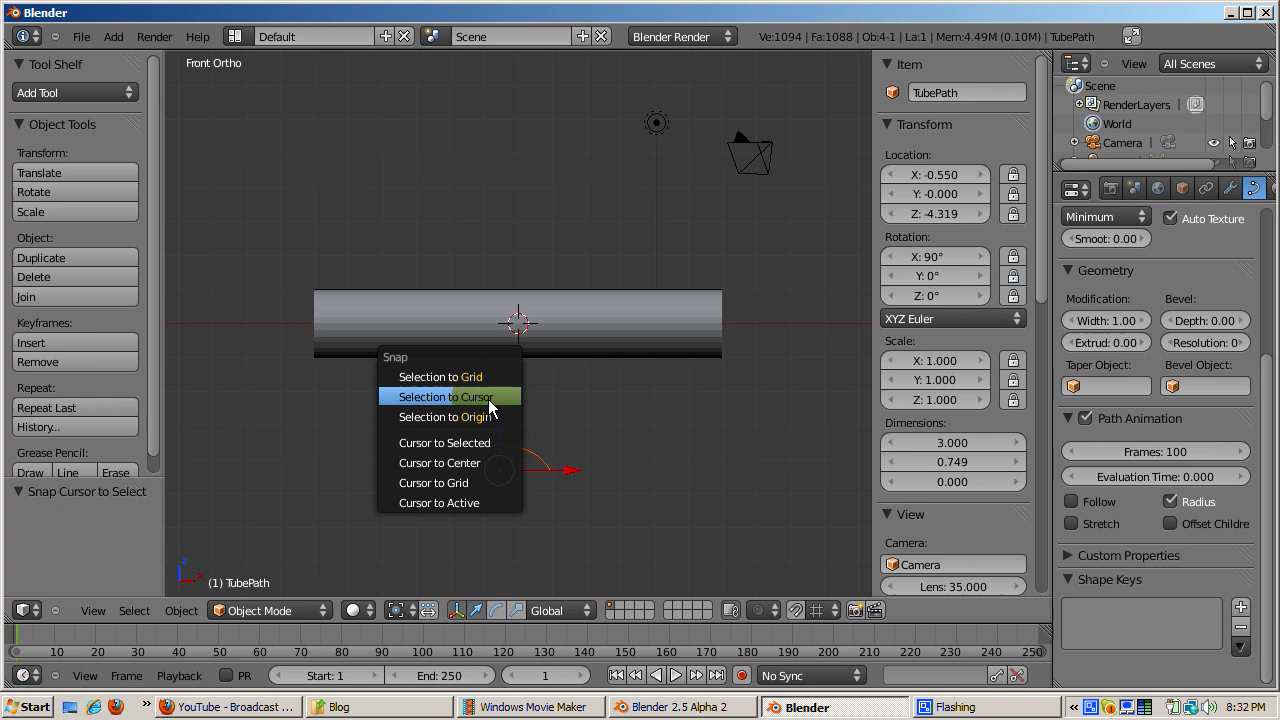 Blender
File Add Render Help Default Scene Blender Render Ve:1094 | Fa:1088 | Ob:4-1 | La:1 | Mem:4.49M (0.10M) | TubePath
Tool Shelf
Add Tool
Object Tools
Transform:
Translate
Rotate
Scale
Object:
Duplicate
Delete
Join
Keyframes:
Insert
Remove
Repeat:
Repeat Last
History...
Grease Pencil:
Draw Line Erase
Snap Cursor to Select
Front Ortho
Snap
Selection to Grid
Selection to Cursor
Selection to Origin
Cursor to Selected
Cursor to Center
Cursor to Grid
Cursor to Active
z
x
(1) TubePath
Item
TubePath
Transform
Location:
X: -0.550
Y: -0.000
Z: -4.319
Rotation:
X: 90°
Y: 0°
Z: 0°
XYZ Euler
Scale:
X: 1.000
Y: 1.000
Z: 1.000
Dimensions:
3.000
0.749
0.000
View
Camera:
Camera
Lens: 35.000
View All Scenes
Scene
RenderLayers
World
Camera
Minimum Auto Texture
Smoot: 0.00
Geometry
Modification: Bevel:
Width: 1.00 Depth: 0.00
Extrud: 0.00 Resolution: 0
Taper Object: Bevel Object:
Path Animation
Frames: 100
Evaluation Time: 0.000
Follow Radius
Stretch Offset Childre
Custom Properties
Shape Keys
View Select Object Object Mode Global
10 20 30 40 50 60 70 80 90 100 110 120 130 140 150 160 170 180 190 200 210 220 230 240 250
View Frame Playback PR Start: 1 End: 250 1 No Sync
Start YouTube - Broadcast ... Blog Windows Movie Maker Blender 2.5 Alpha 2 Blender Flashing 8:32 PM